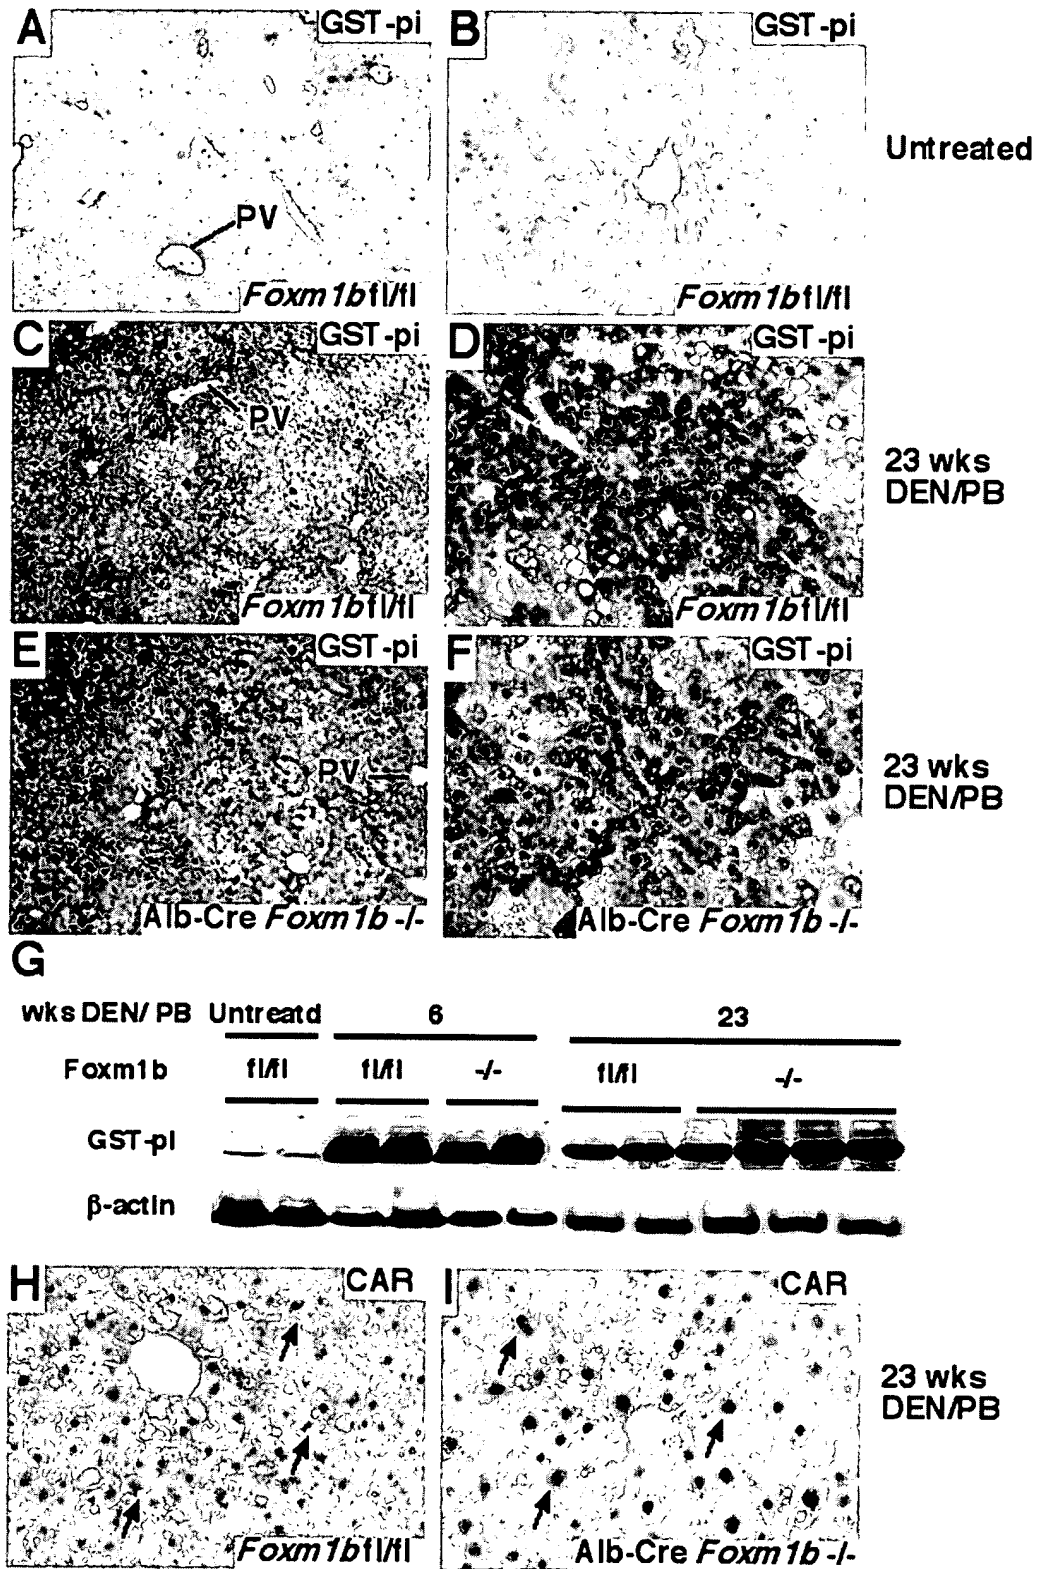 A GST-pi B GST-pi
Untreated
PV
Foxm1bfl/fl Foxm1bfl/fl
C GST-pi D GST-pi
PV
23 wks
DEN/PB
Foxm1bfl/fl Foxm1bfl/fl
E GST-pi F GST-pi
PV
23 wks
DEN/PB
Alb-Cre Foxm1b -/- Alb-Cre Foxm1b -/-
G
wks DEN/ PB Untreatd 6 23
Foxm1b fl/fl fl/fl -/- fl/fl -/-
GST-pi
β-actin
H CAR I CAR
23 wks
DEN/PB
Foxm1bfl/fl Alb-Cre Foxm1b -/-